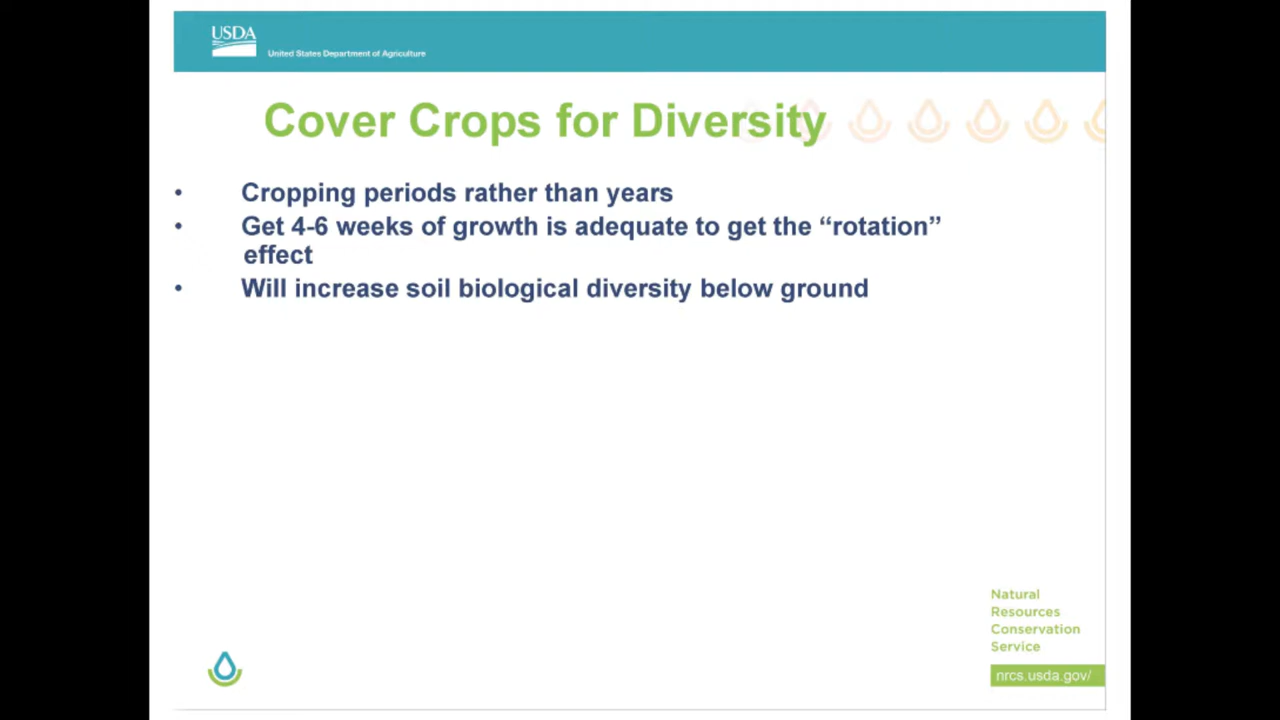 USDA
United States Department of Agriculture
Cover Crops for Diversity
• Cropping periods rather than years
• Get 4-6 weeks of growth is adequate to get the “rotation”
effect
• Will increase soil biological diversity below ground
Natural
Resources
Conservation
Service
nrcs.usda.gov/